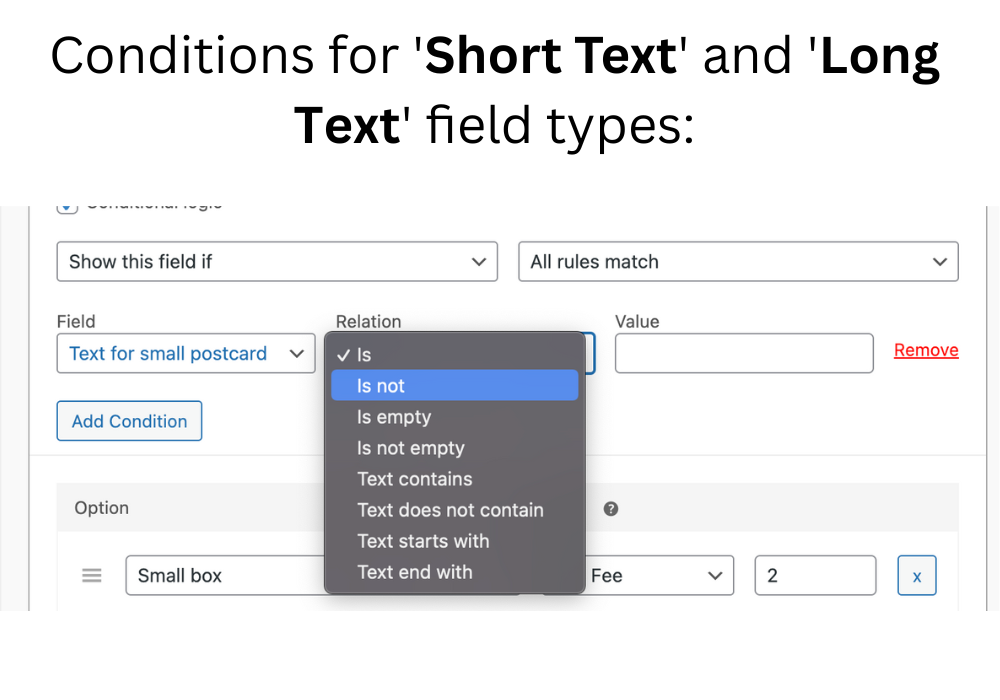 Conditions for 'Short Text' and 'Long
Text' field types:
Conditional logic
Show this field if
All rules match
Field
Relation
Value
Text for small postcard
Remove
✓ Is
Is not
Is empty
Is not empty
Text contains
Text does not contain
Text starts with
Text end with
Add Condition
Option
?
Small box
Fee
2
x